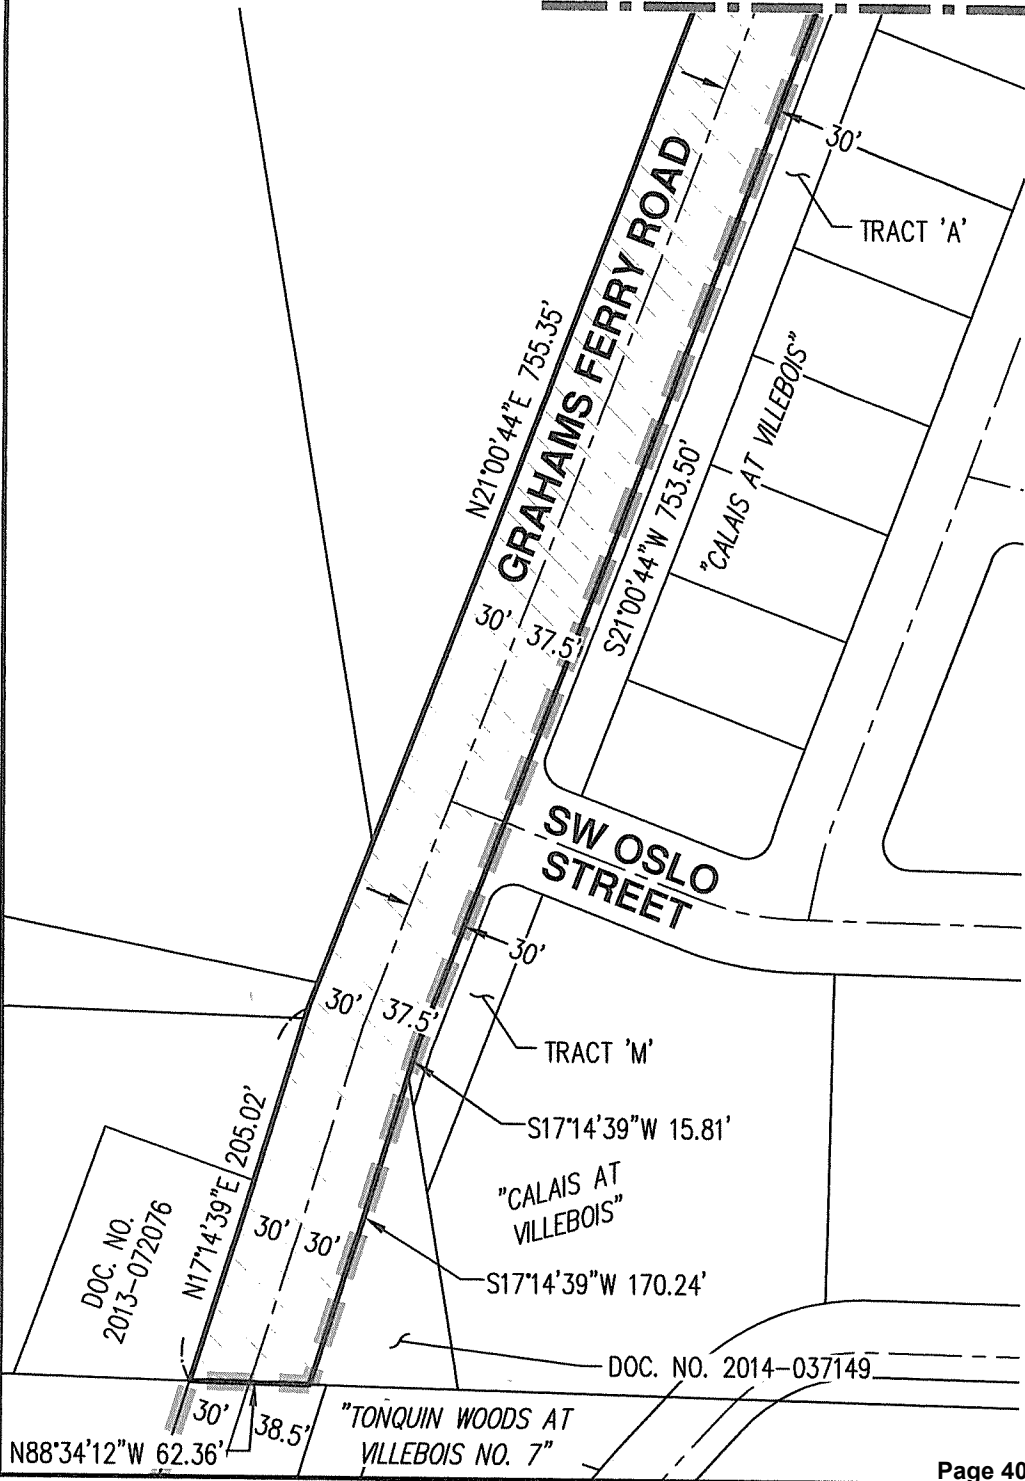 30'
TRACT 'A'
GRAHAMS FERRY ROAD
N21°00'44"E 755.35'
"CALAIS AT VILLEBOIS"
S21°00'44"W 753.50'
30'
37.5'
SW OSLO
STREET
30'
30'
37.5'
TRACT 'M'
S17°14'39"W 15.81'
N17°14'39"E 205.02'
"CALAIS AT
VILLEBOIS"
DOC. NO.
2013-072076
30'
30'
S17°14'39"W 170.24'
DOC. NO. 2014-037149
30'
38.5'
"TONQUIN WOODS AT
VILLEBOIS NO. 7"
N88°34'12"W 62.36'
Page 40